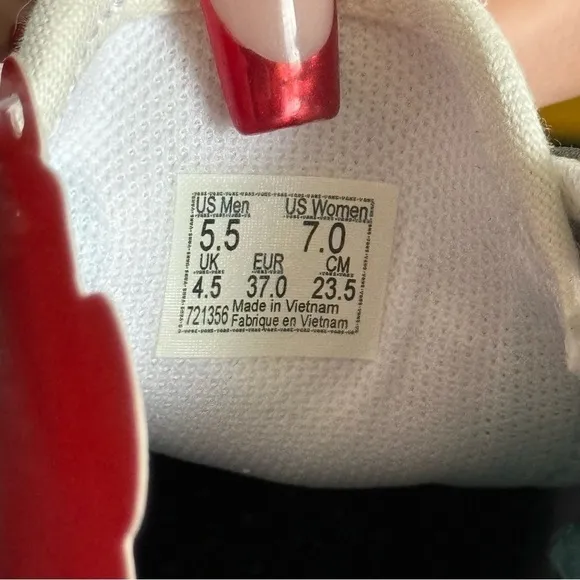 US Men US Women
5.5 7.0
UK EUR CM
4.5 37.0 23.5
721356 Made in Vietnam
Fabrique en Vietnam